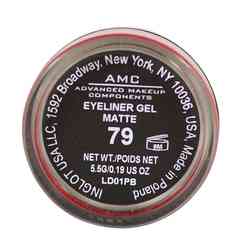 INGLOT USA LLC, 1592 Broadway, New York, NY 10036, USA. Made in Poland
AMC
ADVANCED MAKEUP
COMPONENTS
EYELINER GEL
MATTE
79
NET WT./POIDS NET
5.5G/0.19 US OZ
LD01PB